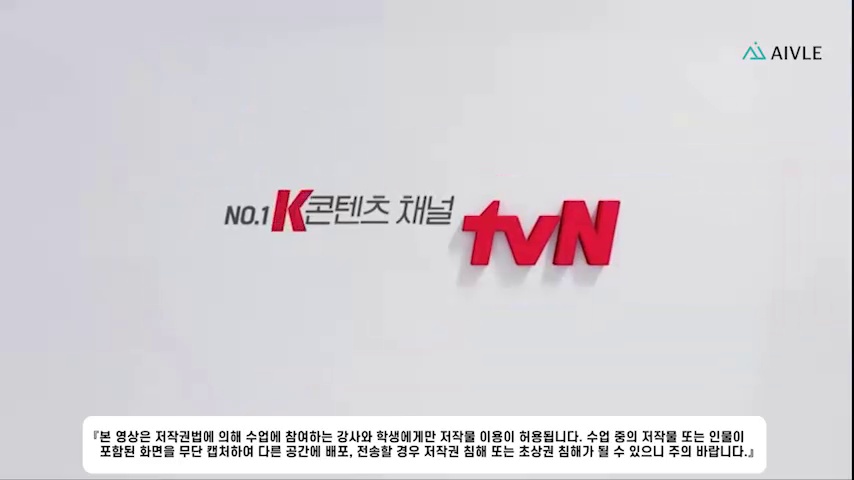 AIVLE
NO.1 K콘텐츠 채널 tvN
『본 영상은 저작권법에 의해 수업에 참여하는 강사와 학생에게만 저작물 이용이 허용됩니다. 수업 중의 저작물 또는 인물이
포함된 화면을 무단 캡처하여 다른 공간에 배포, 전송할 경우 저작권 침해 또는 초상권 침해가 될 수 있으니 주의 바랍니다.』